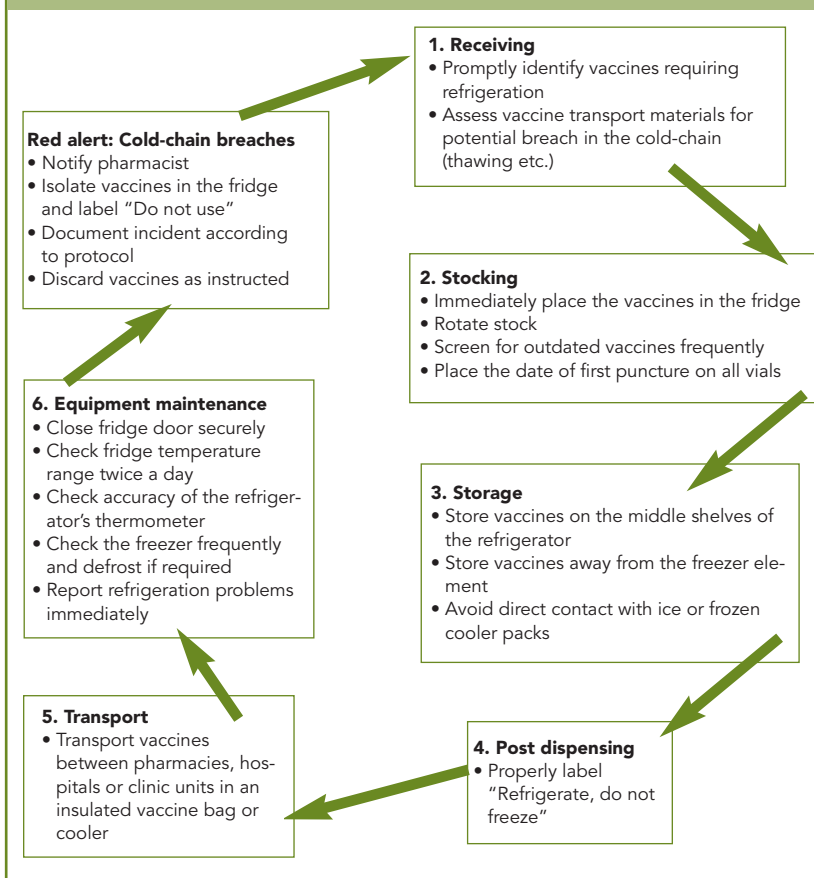 1. Receiving
• Promptly identify vaccines requiring
refrigeration
• Assess vaccine transport materials for
potential breach in the cold-chain
(thawing etc.)
2. Stocking
• Immediately place the vaccines in the fridge
• Rotate stock
• Screen for outdated vaccines frequently
• Place the date of first puncture on all vials
3. Storage
• Store vaccines on the middle shelves of
the refrigerator
• Store vaccines away from the freezer ele-
ment
• Avoid direct contact with ice or frozen
cooler packs
4. Post dispensing
• Properly label
“Refrigerate, do not
freeze”
5. Transport
• Transport vaccines
between pharmacies, hos-
pitals or clinic units in an
insulated vaccine bag or
cooler
6. Equipment maintenance
• Close fridge door securely
• Check fridge temperature
range twice a day
• Check accuracy of the refriger-
ator’s thermometer
• Check the freezer frequently
and defrost if required
• Report refrigeration problems
immediately
Red alert: Cold-chain breaches
• Notify pharmacist
• Isolate vaccines in the fridge
and label “Do not use”
• Document incident according
to protocol
• Discard vaccines as instructed